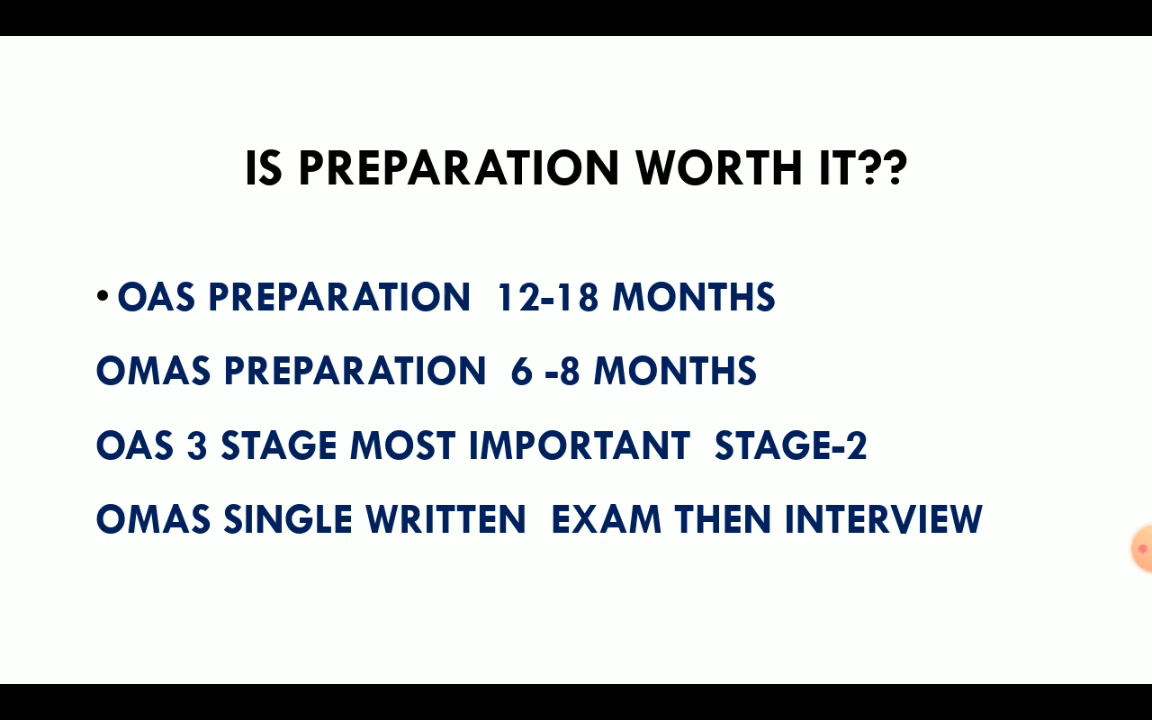 IS PREPARATION WORTH IT??
• OAS PREPARATION 12-18 MONTHS
OMAS PREPARATION 6 -8 MONTHS
OAS 3 STAGE MOST IMPORTANT STAGE-2
OMAS SINGLE WRITTEN EXAM THEN INTERVIEW